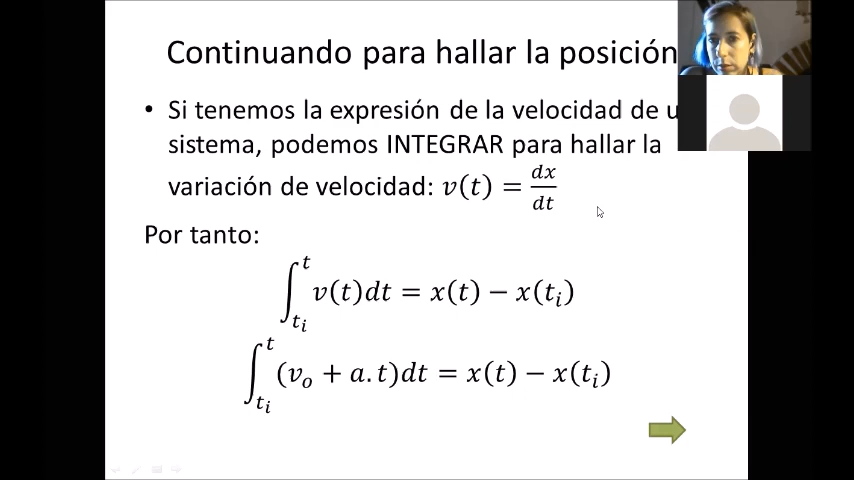 Continuando para hallar la posición
• Si tenemos la expresión de la velocidad de u
sistema, podemos INTEGRAR para hallar la
variación de velocidad: v(t) = dx/dt
Por tanto:
∫_{t_i}^{t} v(t)dt = x(t) − x(t_i)
∫_{t_i}^{t} (v_o + a.t)dt = x(t) − x(t_i)